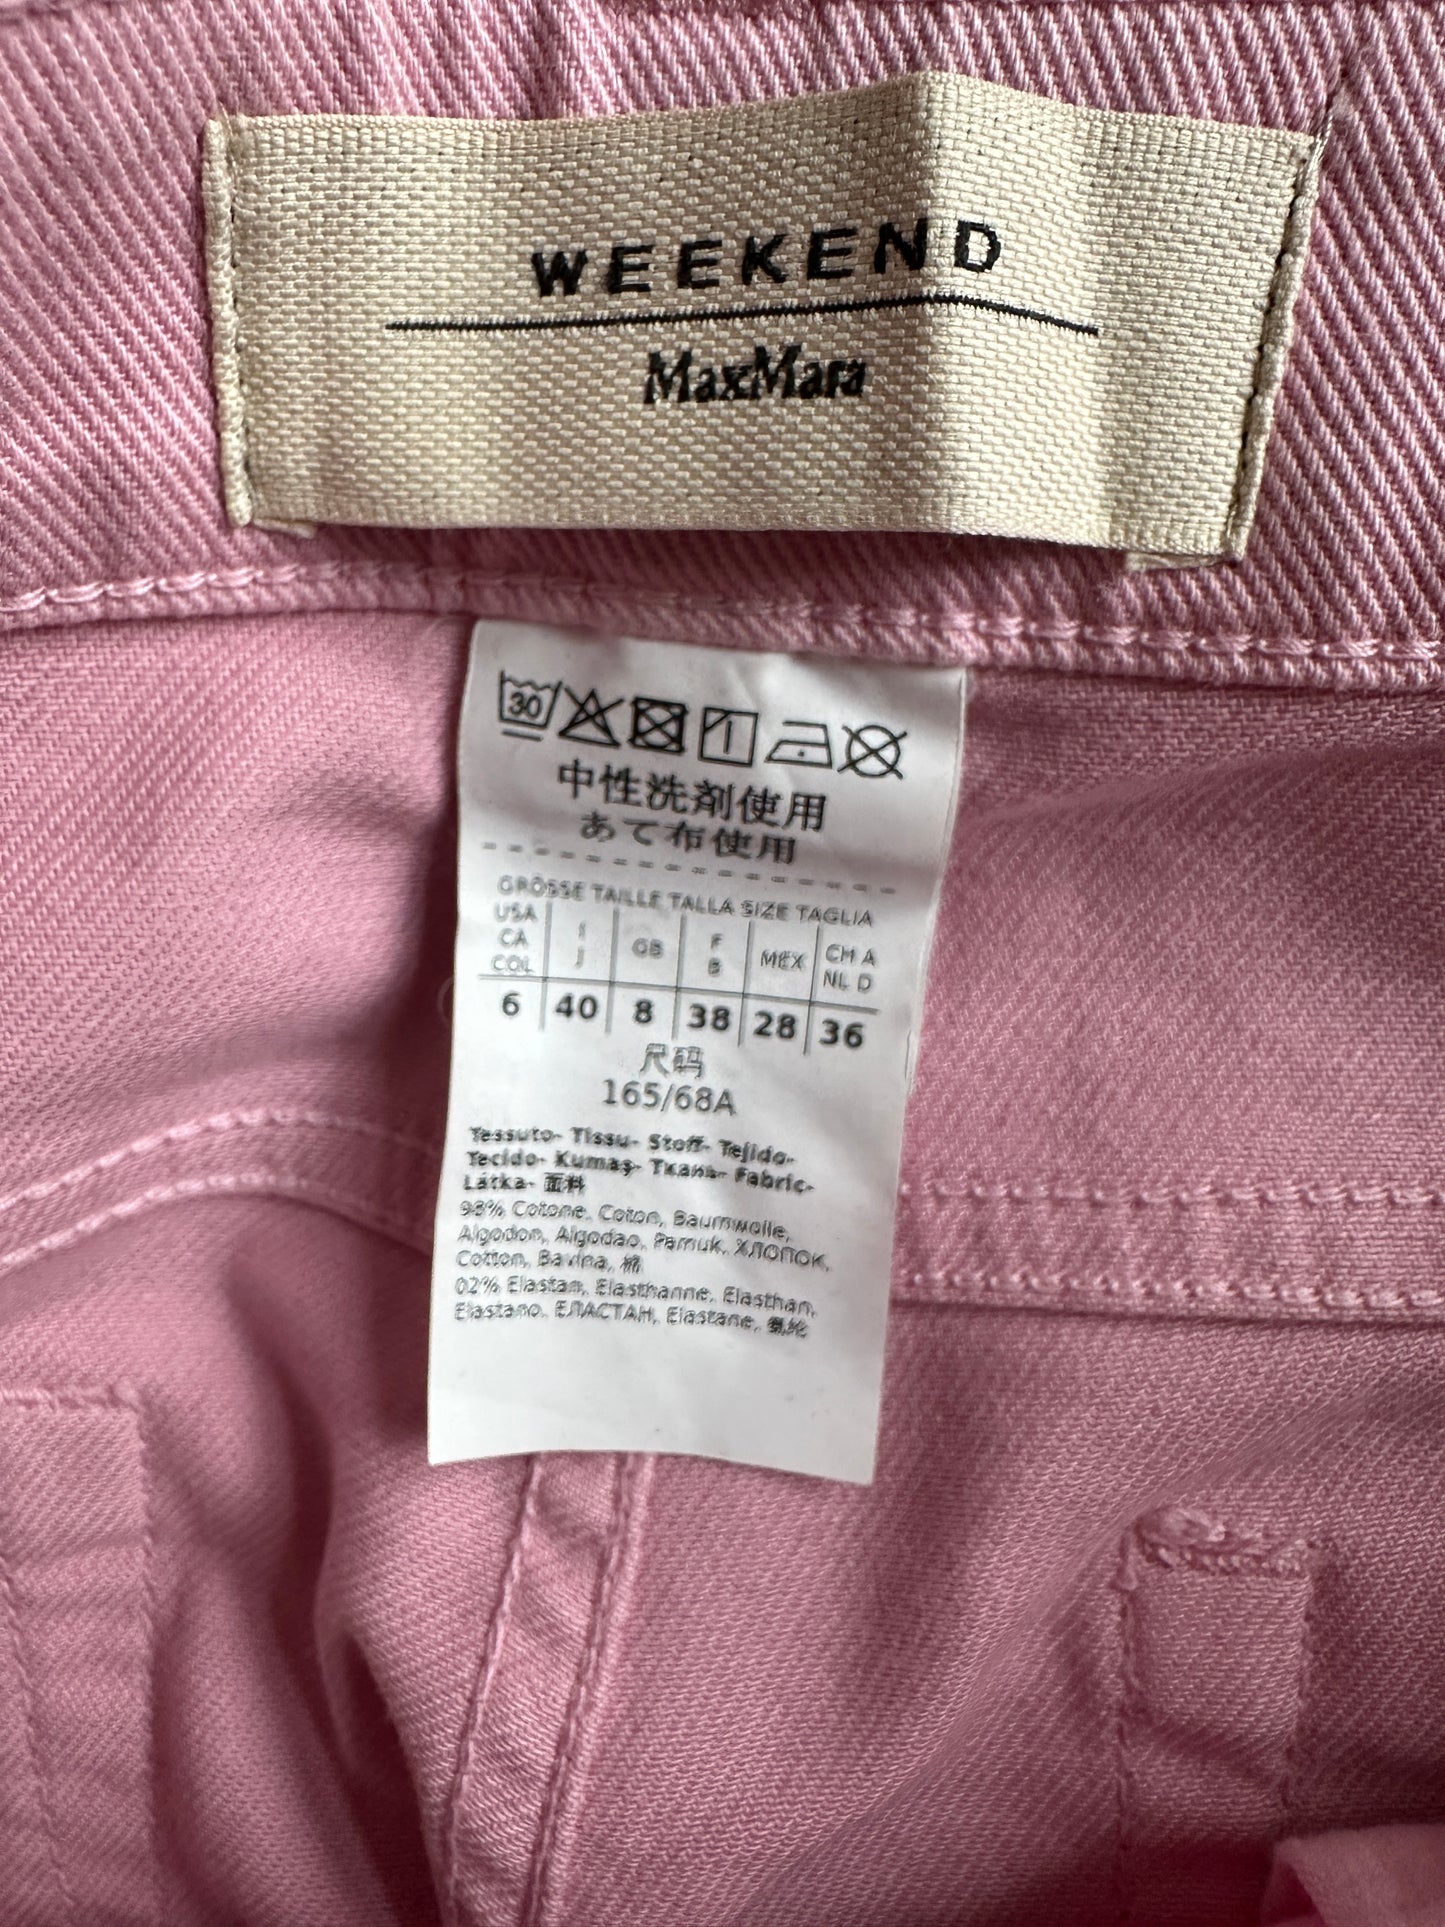 WEEKEND
MaxMara
30
中性洗剤使用
あて布使用
GRÖSSE TAILLE TALLA SIZE TAGLIA
USA CA COL | I J | GB | F B | MEX | CH A NL D
6 | 40 | 8 | 38 | 28 | 36
尺码
165/68A
Tessuto- Tissu- Stoff- Tejido-
Tecido- Kumaş- Ткань- Fabric-
Látka- 面料
98% Cotone, Coton, Baumwolle,
Algodon, Algodao, Pamuk, ХЛОПОК,
Cotton, Bavlna, 棉
02% Elastan, Elasthanne, Elasthan,
Elastano, ЕЛАСТАН, Elastane, 氨纶